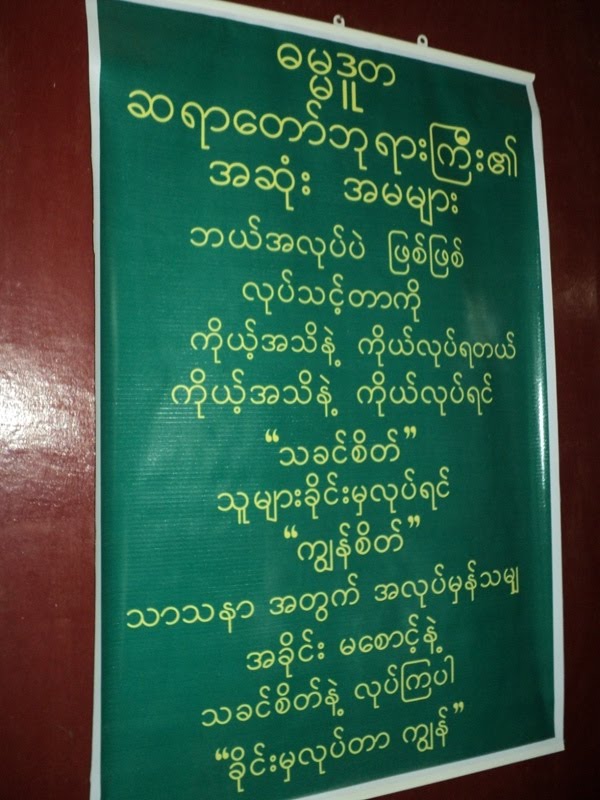 ဓမ္မဒူတ
ဆရာတော်ဘုရားကြီး၏
အဆုံး အမများ
ဘယ်အလုပ်ပဲ ဖြစ်ဖြစ်
လုပ်သင့်တာကို
ကိုယ့်အသိနဲ့ ကိုယ်လုပ်ရတယ်
ကိုယ့်အသိနဲ့ ကိုယ်လုပ်ရင်
“သခင်စိတ်”
သူများခိုင်းမှလုပ်ရင်
“ကျွန်စိတ်”
သာသနာ အတွက် အလုပ်မှန်သမျှ
အခိုင်း မစောင့်နဲ့
သခင်စိတ်နဲ့ လုပ်ကြပါ
“ခိုင်းမှလုပ်တာ ကျွန်”